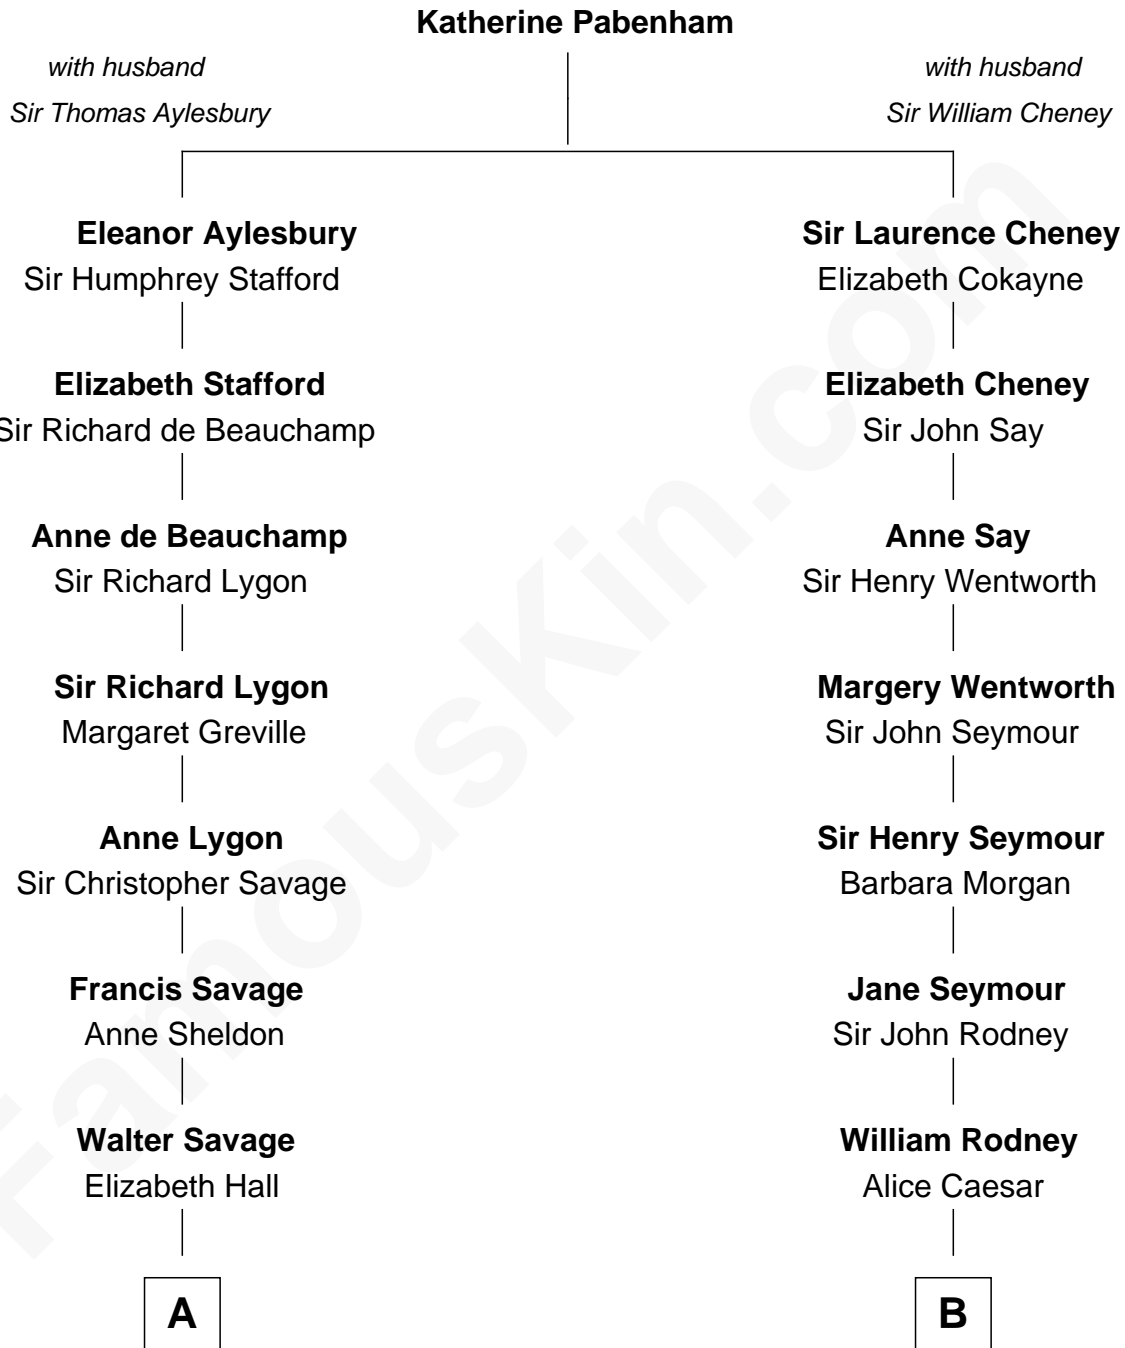 Katherine Pabenham
with husband
Sir Thomas Aylesbury
with husband
Sir William Cheney
Eleanor Aylesbury
Sir Humphrey Stafford
Sir Laurence Cheney
Elizabeth Cokayne
Elizabeth Stafford
Sir Richard de Beauchamp
Elizabeth Cheney
Sir John Say
Anne de Beauchamp
Sir Richard Lygon
Anne Say
Sir Henry Wentworth
Sir Richard Lygon
Margaret Greville
Margery Wentworth
Sir John Seymour
Anne Lygon
Sir Christopher Savage
Sir Henry Seymour
Barbara Morgan
Francis Savage
Anne Sheldon
Jane Seymour
Sir John Rodney
Walter Savage
Elizabeth Hall
William Rodney
Alice Caesar
A
B
FamousKin.com